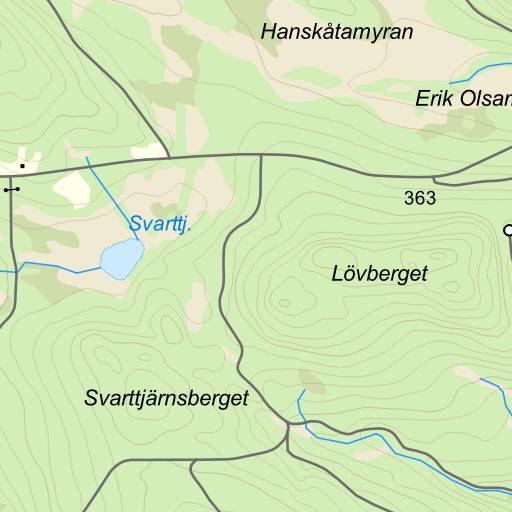 Hanskåtamyran
Erik Olsan
363
Svarttj.
Lövberget
Svarttjärnsberget